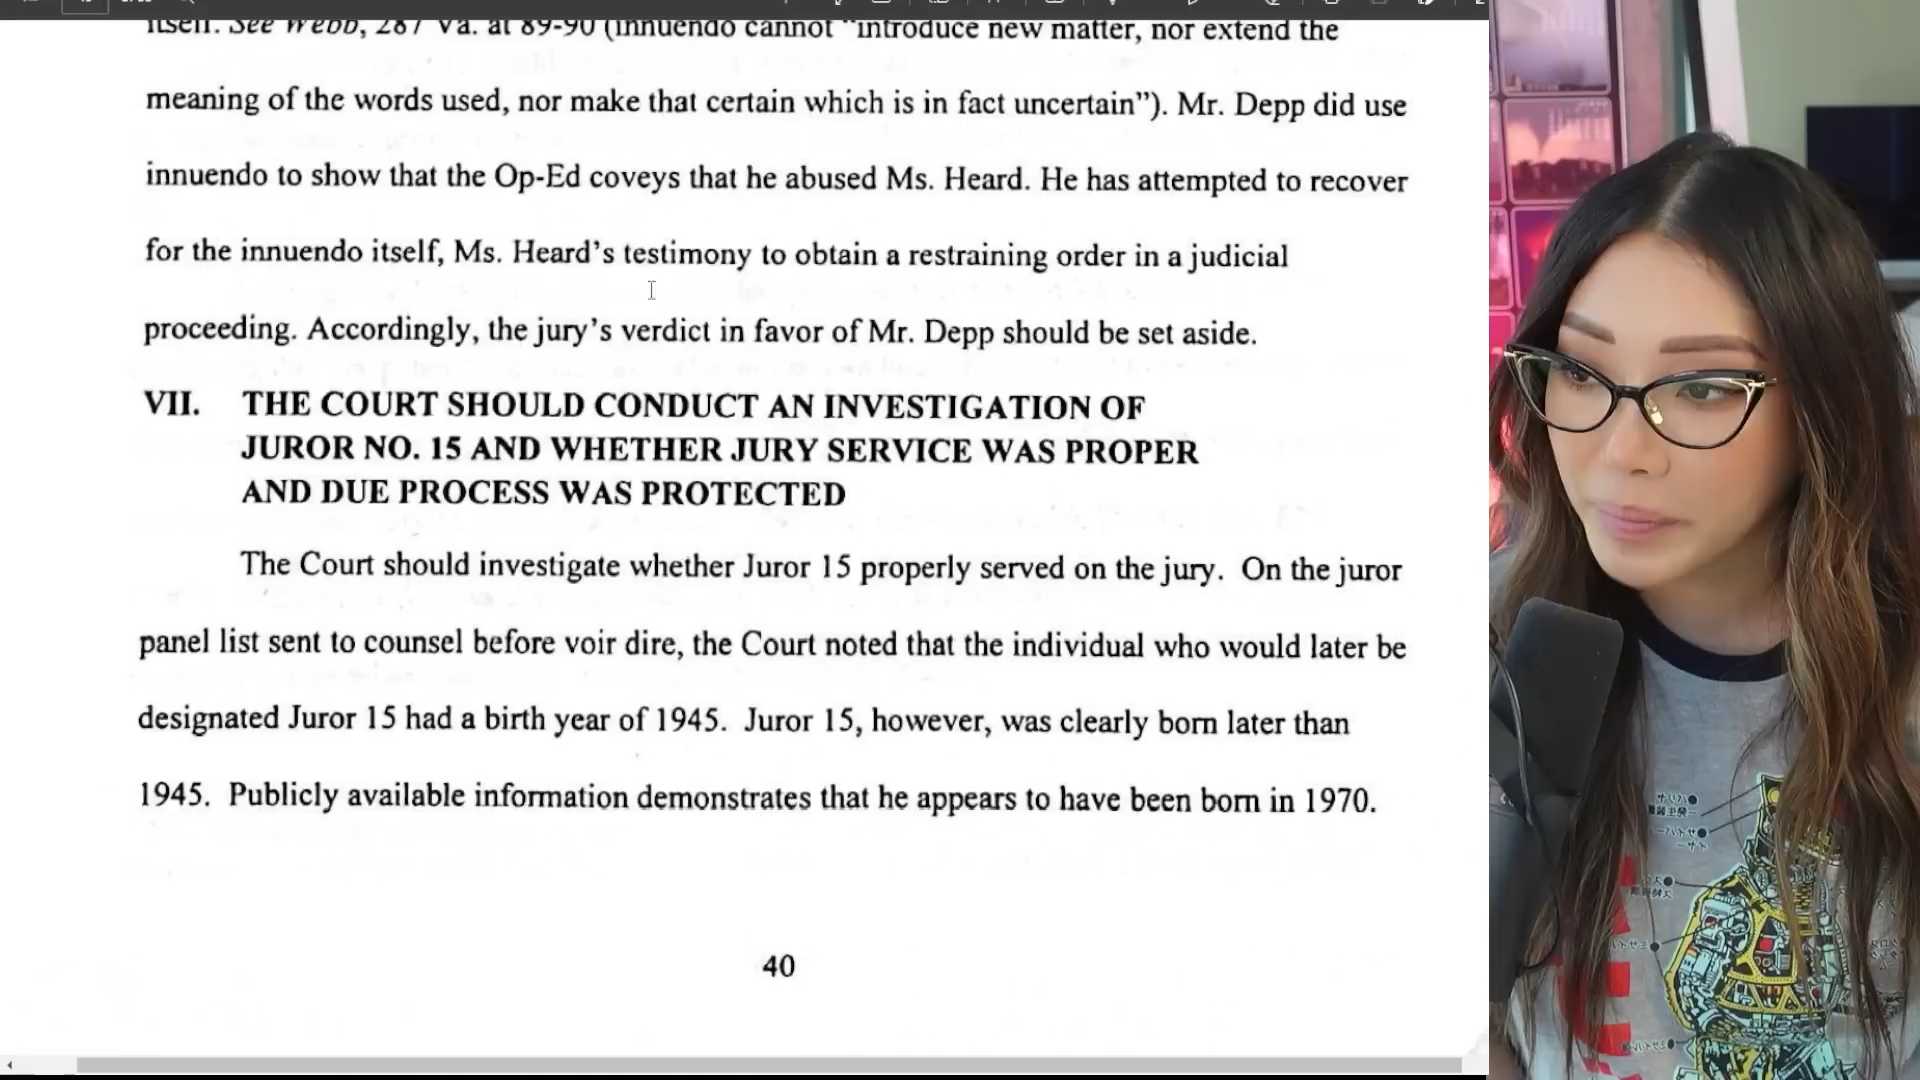 itself. See Webb, 287 Va. at 89-90 (innuendo cannot "introduce new matter, nor extend the
meaning of the words used, nor make that certain which is in fact uncertain"). Mr. Depp did use
innuendo to show that the Op-Ed coveys that he abused Ms. Heard. He has attempted to recover
for the innuendo itself, Ms. Heard's testimony to obtain a restraining order in a judicial
proceeding. Accordingly, the jury's verdict in favor of Mr. Depp should be set aside.
VII. THE COURT SHOULD CONDUCT AN INVESTIGATION OF
JUROR NO. 15 AND WHETHER JURY SERVICE WAS PROPER
AND DUE PROCESS WAS PROTECTED
The Court should investigate whether Juror 15 properly served on the jury. On the juror
panel list sent to counsel before voir dire, the Court noted that the individual who would later be
designated Juror 15 had a birth year of 1945. Juror 15, however, was clearly born later than
1945. Publicly available information demonstrates that he appears to have been born in 1970.
40